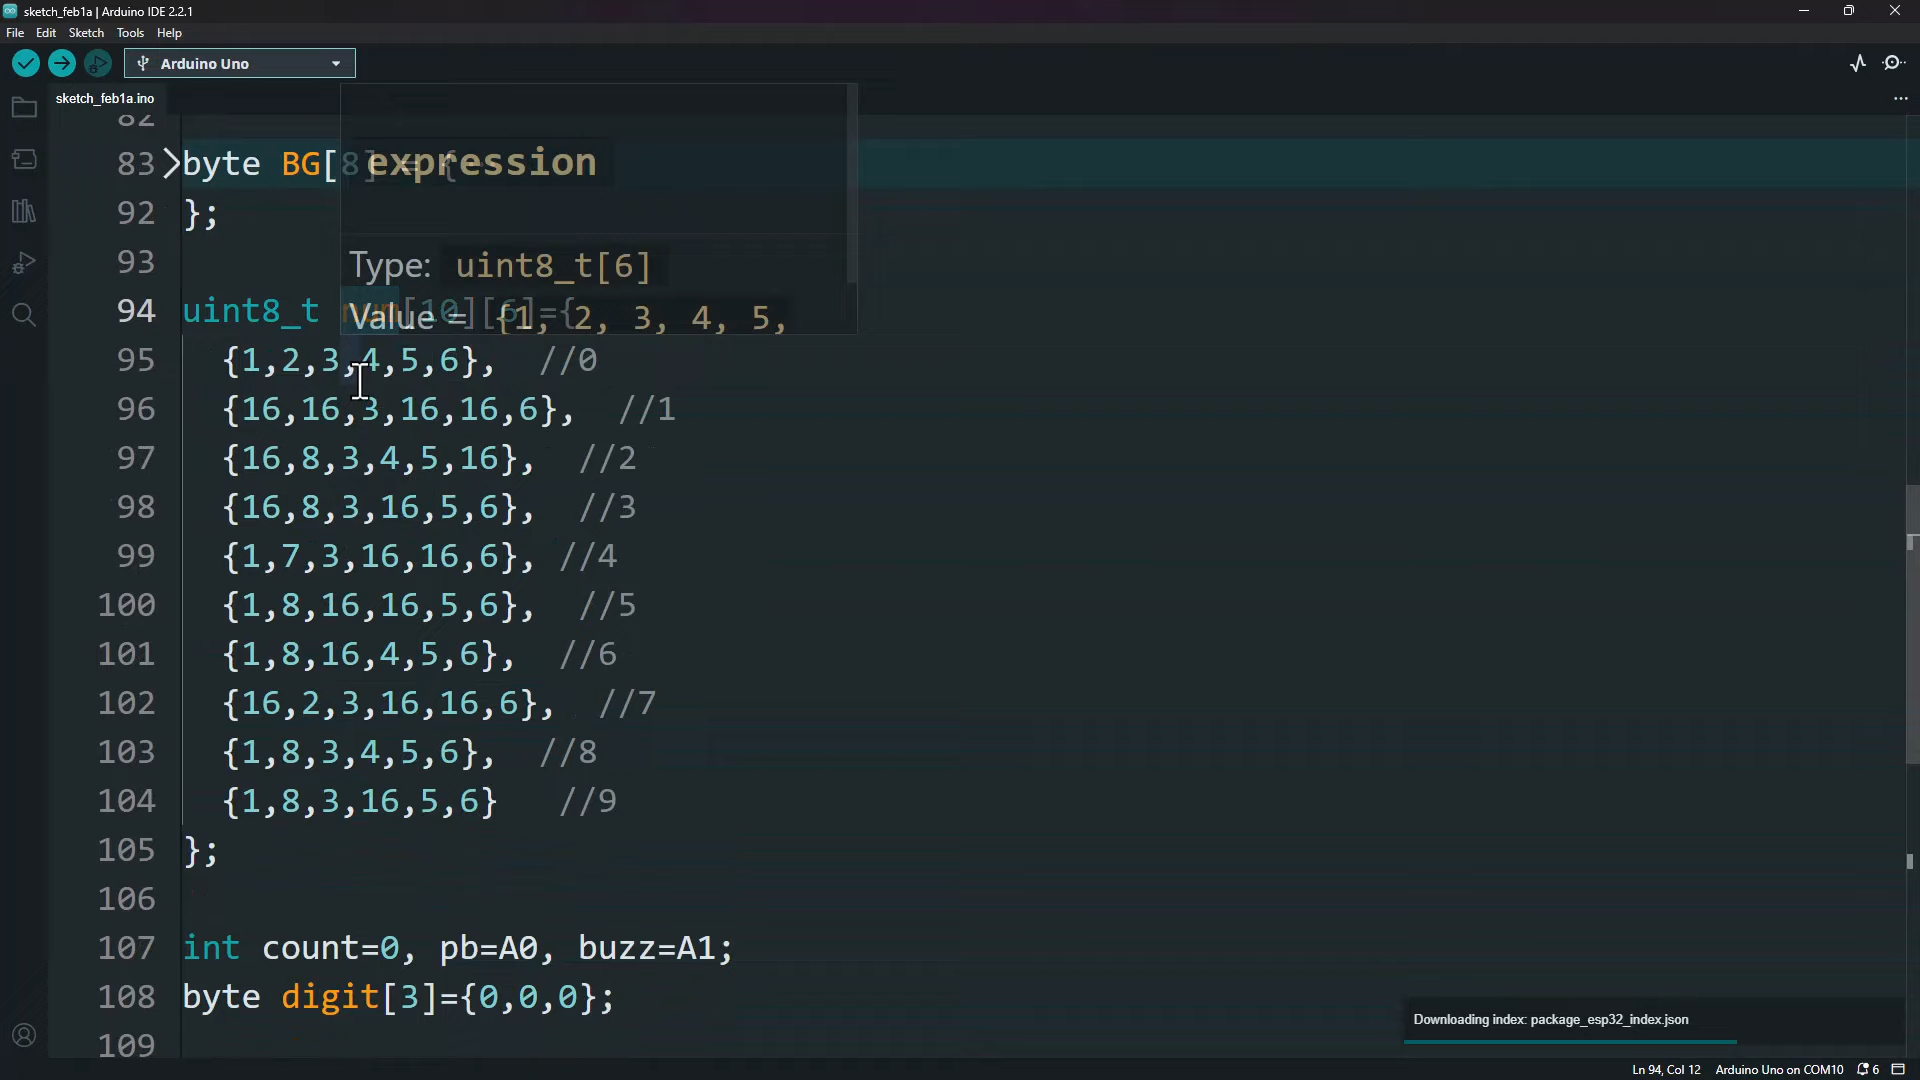 sketch_feb1a | Arduino IDE 2.2.1
File Edit Sketch Tools Help
Arduino Uno
sketch_feb1a.ino
82
83 byte BG[8] = {
expression
92 };
93
Type: uint8_t[6]
94 uint8_t num[10][6]={
Value = {1, 2, 3, 4, 5,
95 {1,2,3,4,5,6}, //0
96 {16,16,3,16,16,6}, //1
97 {16,8,3,4,5,16}, //2
98 {16,8,3,16,5,6}, //3
99 {1,7,3,16,16,6}, //4
100 {1,8,16,16,5,6}, //5
101 {1,8,16,4,5,6}, //6
102 {16,2,3,16,16,6}, //7
103 {1,8,3,4,5,6}, //8
104 {1,8,3,16,5,6} //9
105 };
106
107 int count=0, pb=A0, buzz=A1;
108 byte digit[3]={0,0,0};
109
Downloading index: package_esp32_index.json
Ln 94, Col 12 Arduino Uno on COM10 6